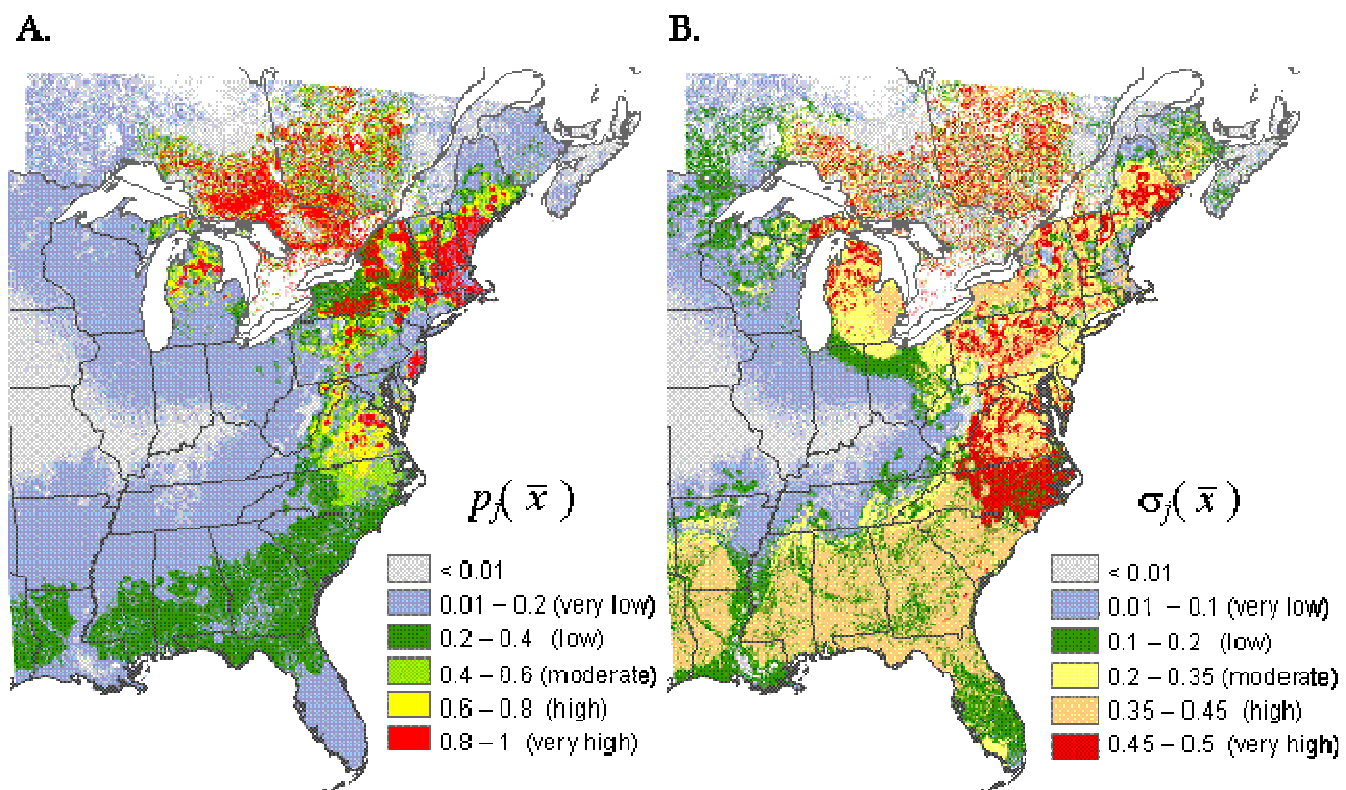 A.
B.
p_f( x̄ )
< 0.01
0.01 – 0.2 (very low)
0.2 – 0.4 (low)
0.4 – 0.6 (moderate)
0.6 – 0.8 (high)
0.8 – 1 (very high)
σ_f( x̄ )
< 0.01
0.01 – 0.1 (very low)
0.1 – 0.2 (low)
0.2 – 0.35 (moderate)
0.35 – 0.45 (high)
0.45 – 0.5 (very high)